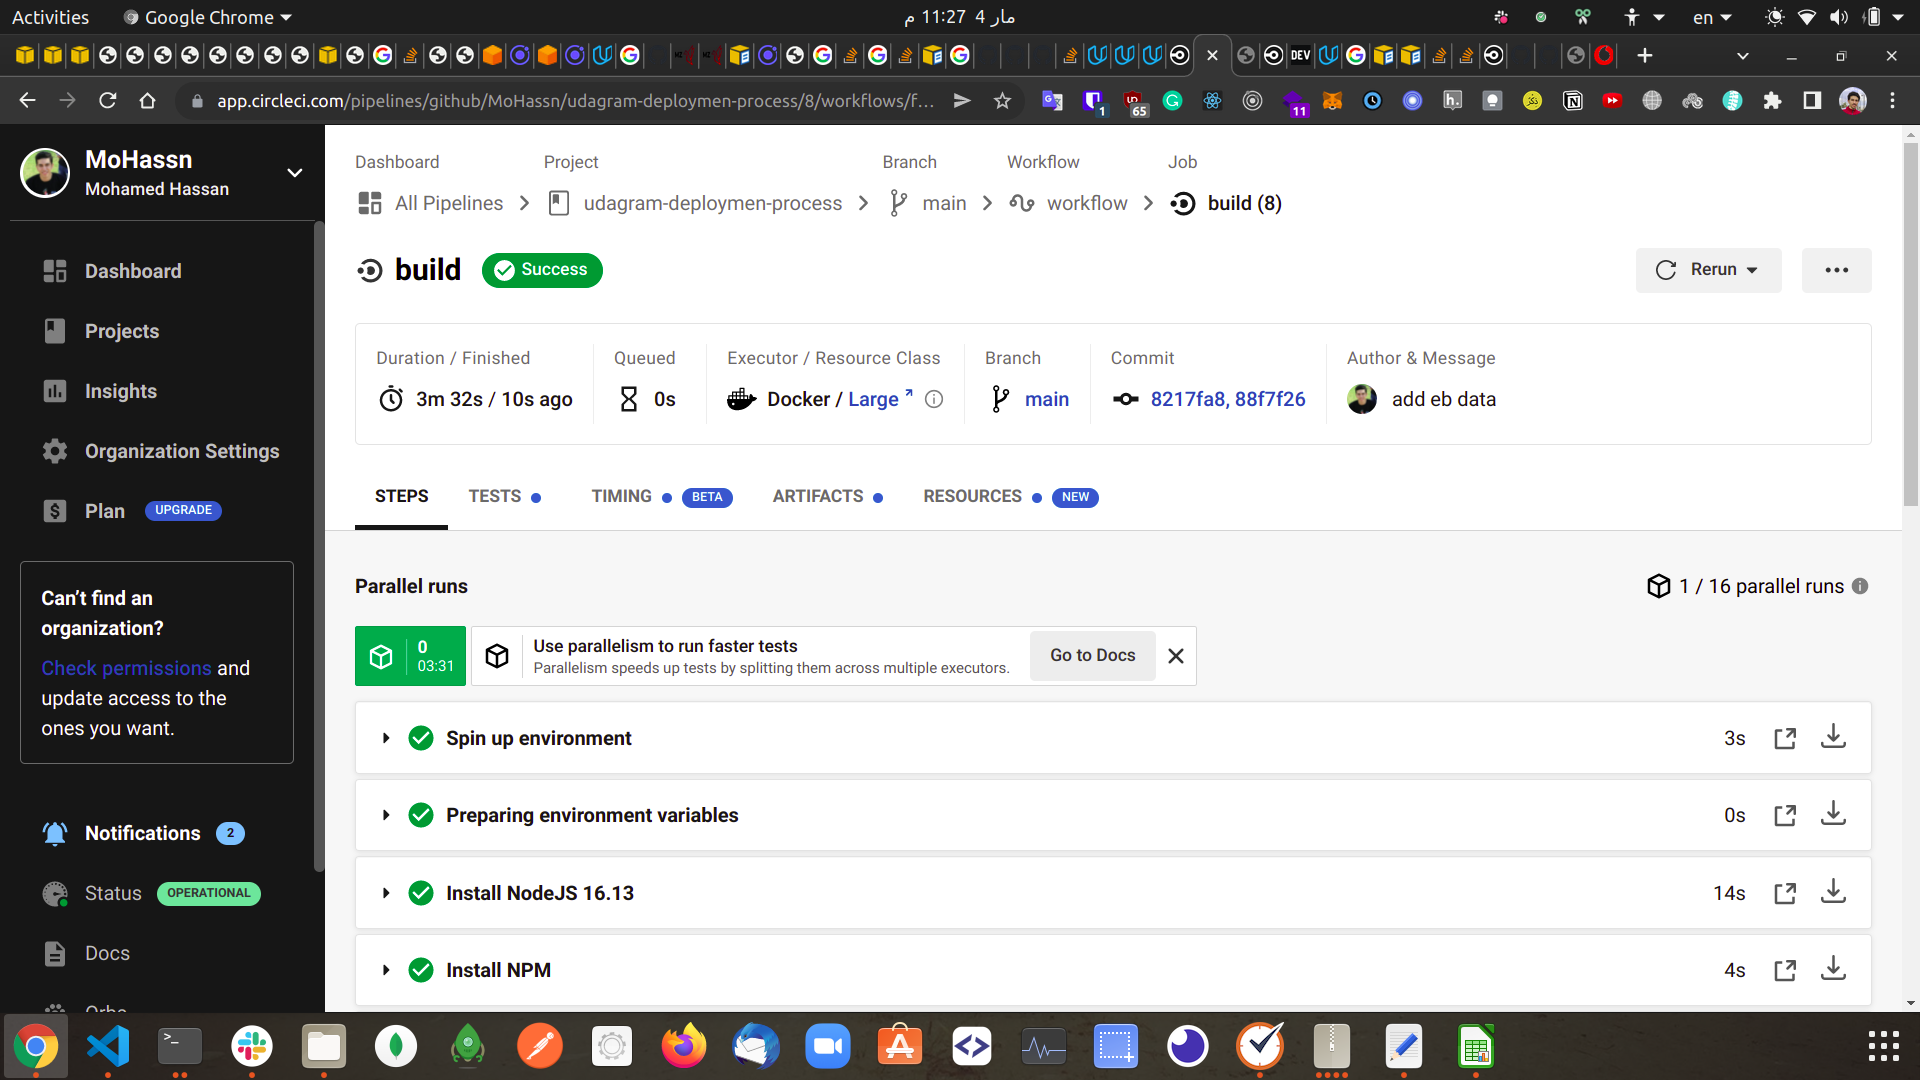 Activities
Google Chrome
مار 4 11:27 م
en
DEV
app.circleci.com/pipelines/github/MoHassn/udagram-deploymen-process/8/workflows/f...
1
65
11
h.
MoHassn
Mohamed Hassan
Dashboard
Projects
Insights
Organization Settings
Plan UPGRADE
Can’t find an
organization?
Check permissions and
update access to the
ones you want.
Notifications 2
Status OPERATIONAL
Docs
Orbs
Dashboard Project Branch Workflow Job
All Pipelines udagram-deploymen-process main workflow build (8)
build Success
Rerun
Duration / Finished Queued Executor / Resource Class Branch Commit Author & Message
3m 32s / 10s ago 0s Docker / Large main 8217fa8, 88f7f26 add eb data
STEPS TESTS TIMING BETA ARTIFACTS RESOURCES NEW
Parallel runs
1 / 16 parallel runs
0
03:31
Use parallelism to run faster tests
Parallelism speeds up tests by splitting them across multiple executors.
Go to Docs
Spin up environment 3s
Preparing environment variables 0s
Install NodeJS 16.13 14s
Install NPM 4s